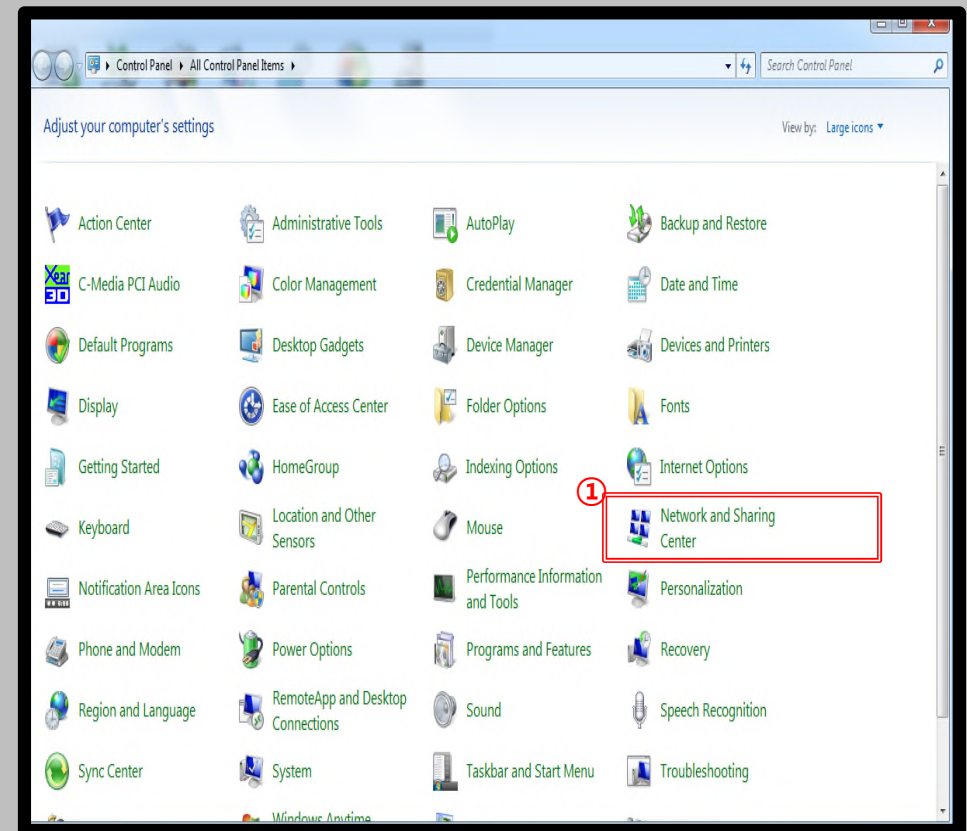 Control Panel ▸ All Control Panel Items ▸
Search Control Panel
Adjust your computer's settings
View by: Large icons
Action Center
Administrative Tools
AutoPlay
Backup and Restore
Xear
3D
C-Media PCI Audio
Color Management
Credential Manager
Date and Time
Default Programs
Desktop Gadgets
Device Manager
Devices and Printers
Display
Ease of Access Center
Folder Options
Fonts
Getting Started
HomeGroup
Indexing Options
Internet Options
①
Keyboard
Location and Other
Sensors
Mouse
Network and Sharing
Center
Notification Area Icons
Parental Controls
Performance Information
and Tools
Personalization
Phone and Modem
Power Options
Programs and Features
Recovery
Region and Language
RemoteApp and Desktop
Connections
Sound
Speech Recognition
Sync Center
System
Taskbar and Start Menu
Troubleshooting
Windows Anytime